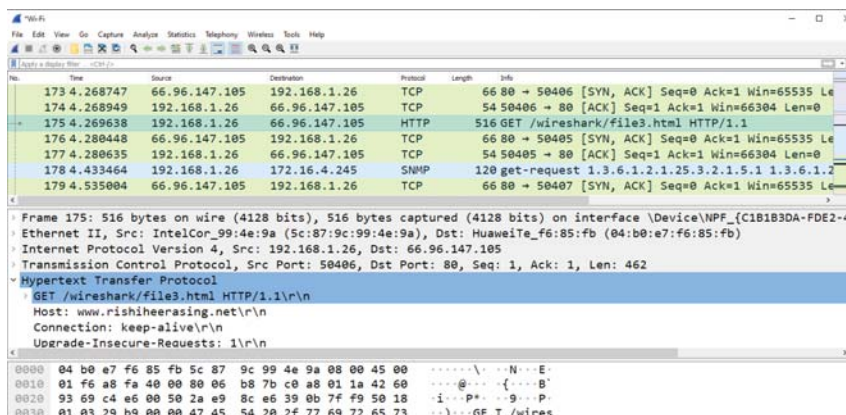 *Wi-Fi
File Edit View Go Capture Analyze Statistics Telephony Wireless Tools Help
Apply a display filter ... <Ctrl-/>
No. Time Source Destination Protocol Length Info
173 4.268747 66.96.147.105 192.168.1.26 TCP 66 80 → 50406 [SYN, ACK] Seq=0 Ack=1 Win=65535 Le
174 4.268949 192.168.1.26 66.96.147.105 TCP 54 50406 → 80 [ACK] Seq=1 Ack=1 Win=66304 Len=0
175 4.269638 192.168.1.26 66.96.147.105 HTTP 516 GET /wireshark/file3.html HTTP/1.1
176 4.280448 66.96.147.105 192.168.1.26 TCP 66 80 → 50405 [SYN, ACK] Seq=0 Ack=1 Win=65535 Le
177 4.280635 192.168.1.26 66.96.147.105 TCP 54 50405 → 80 [ACK] Seq=1 Ack=1 Win=66304 Len=0
178 4.433464 192.168.1.26 172.16.4.245 SNMP 120 get-request 1.3.6.1.2.1.25.3.2.1.5.1 1.3.6.1.2
179 4.535004 66.96.147.105 192.168.1.26 TCP 66 80 → 50407 [SYN, ACK] Seq=0 Ack=1 Win=65535 Le
Frame 175: 516 bytes on wire (4128 bits), 516 bytes captured (4128 bits) on interface \Device\NPF_{C1B1B3DA-FDE2-4
Ethernet II, Src: IntelCor_99:4e:9a (5c:87:9c:99:4e:9a), Dst: HuaweiTe_f6:85:fb (04:b0:e7:f6:85:fb)
Internet Protocol Version 4, Src: 192.168.1.26, Dst: 66.96.147.105
Transmission Control Protocol, Src Port: 50406, Dst Port: 80, Seq: 1, Ack: 1, Len: 462
Hypertext Transfer Protocol
GET /wireshark/file3.html HTTP/1.1\r\n
Host: www.rishiheerasing.net\r\n
Connection: keep-alive\r\n
Upgrade-Insecure-Requests: 1\r\n
0000 04 b0 e7 f6 85 fb 5c 87 9c 99 4e 9a 08 00 45 00 ······\· ··N···E·
0010 01 f6 a8 fa 40 00 80 06 b8 7b c0 a8 01 1a 42 60 ····@··· ·{····B`
0020 93 69 c4 e6 00 50 2a e9 8c e6 39 0b 7f f9 50 18 ·i···P*· ··9···P·
0030 01 03 29 b9 00 00 47 45 54 20 2f 77 69 72 65 73 ··)···GE T /wires